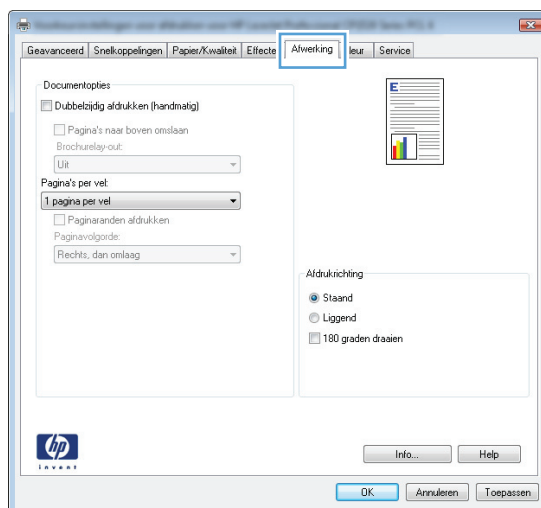 Geavanceerd Snelkoppelingen Papier/Kwaliteit Effecte Afwerking leur Service
Documentopties
Dubbelzijdig afdrukken (handmatig)
Pagina's naar boven omslaan
Brochurelay-out:
Uit
Pagina's per vel:
1 pagina per vel
Paginaranden afdrukken
Paginavolgorde:
Rechts, dan omlaag
E
Afdrukrichting
Staand
Liggend
180 graden draaien
hp
invent
Info... Help
OK Annuleren Toepassen